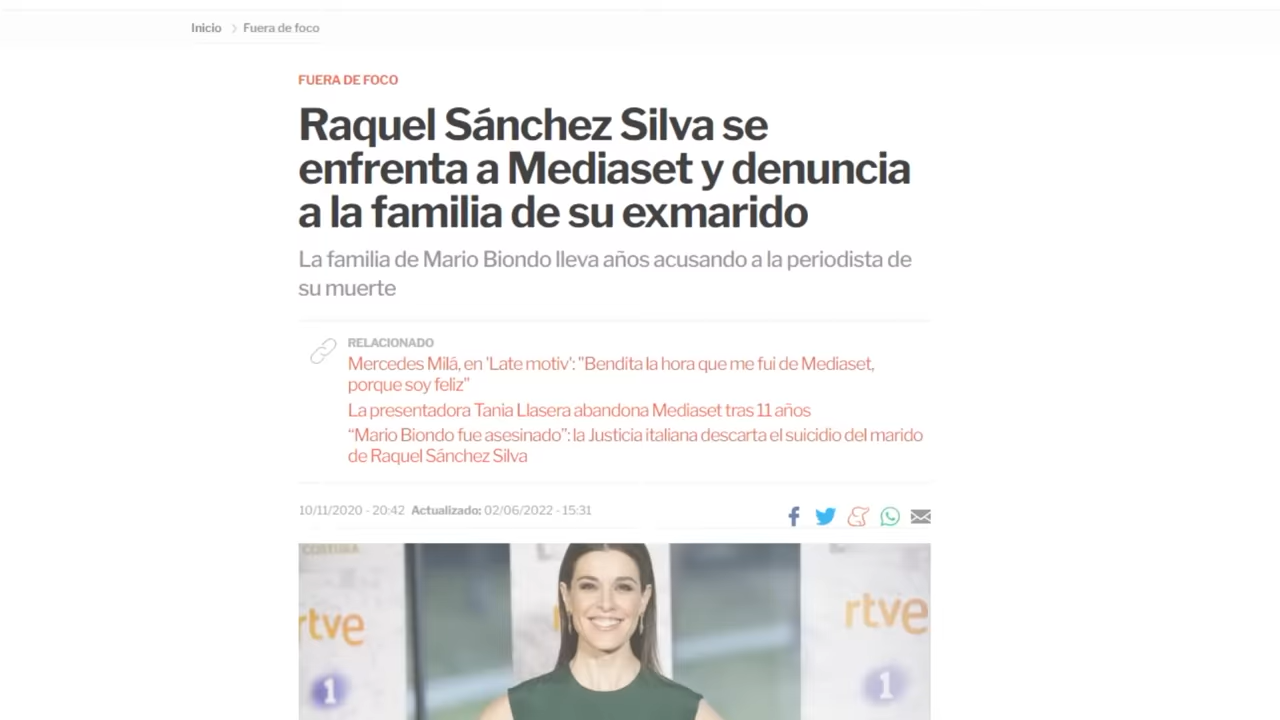 Inicio > Fuera de foco
FUERA DE FOCO
Raquel Sánchez Silva se
enfrenta a Mediaset y denuncia
a la familia de su exmarido
La familia de Mario Biondo lleva años acusando a la periodista de
su muerte
RELACIONADO
Mercedes Milá, en 'Late motiv': "Bendita la hora que me fui de Mediaset,
porque soy feliz"
La presentadora Tania Llasera abandona Mediaset tras 11 años
“Mario Biondo fue asesinado”: la Justicia italiana descarta el suicidio del marido
de Raquel Sánchez Silva
10/11/2020 - 20:42 Actualizado: 02/06/2022 - 15:31
COSTURA
rtve
rtve
1
1